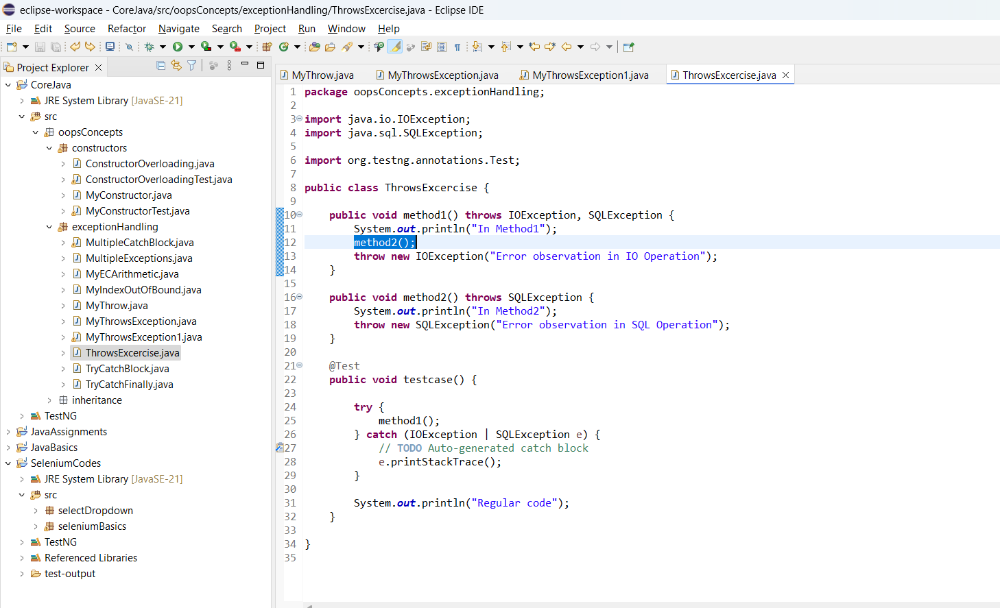 eclipse-workspace - CoreJava/src/oopsConcepts/exceptionHandling/ThrowsExcercise.java - Eclipse IDE
File Edit Source Refactor Navigate Search Project Run Window Help
Project Explorer
CoreJava
JRE System Library [JavaSE-21]
src
oopsConcepts
constructors
ConstructorOverloading.java
ConstructorOverloadingTest.java
MyConstructor.java
MyConstructorTest.java
exceptionHandling
MultipleCatchBlock.java
MultipleExceptions.java
MyECArithmetic.java
MyIndexOutOfBound.java
MyThrow.java
MyThrowsException.java
MyThrowsException1.java
ThrowsExcercise.java
TryCatchBlock.java
TryCatchFinally.java
inheritance
TestNG
JavaAssignments
JavaBasics
SeleniumCodes
JRE System Library [JavaSE-21]
src
selectDropdown
seleniumBasics
TestNG
Referenced Libraries
test-output
MyThrow.java MyThrowsException.java MyThrowsException1.java ThrowsExcercise.java
1 package oopsConcepts.exceptionHandling;
2
3 import java.io.IOException;
4 import java.sql.SQLException;
5
6 import org.testng.annotations.Test;
7
8 public class ThrowsExcercise {
9
10 public void method1() throws IOException, SQLException {
11 System.out.println("In Method1");
12 method2();
13 throw new IOException("Error observation in IO Operation");
14 }
15
16 public void method2() throws SQLException {
17 System.out.println("In Method2");
18 throw new SQLException("Error observation in SQL Operation");
19 }
20
21 @Test
22 public void testcase() {
23
24 try {
25 method1();
26 } catch (IOException | SQLException e) {
27 // TODO Auto-generated catch block
28 e.printStackTrace();
29 }
30
31 System.out.println("Regular code");
32 }
33
34 }
35